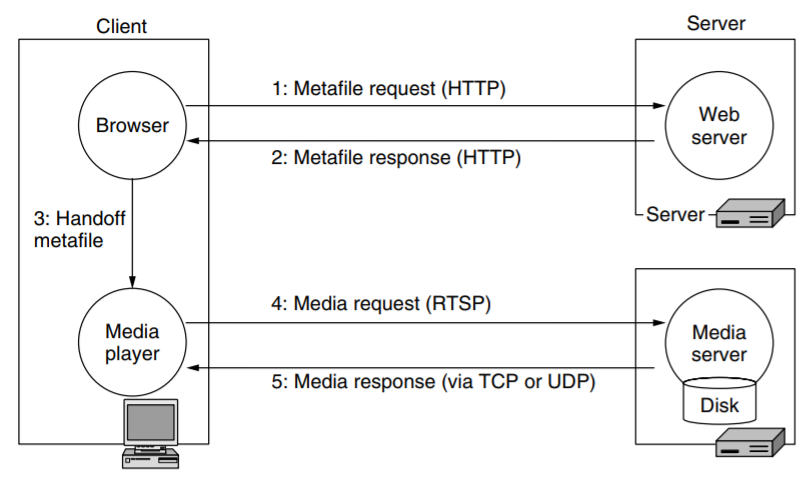 Client
Server
1: Metafile request (HTTP)
Browser
Web
server
2: Metafile response (HTTP)
3: Handoff
metafile
Server
4: Media request (RTSP)
Media
player
Media
server
5: Media response (via TCP or UDP)
Disk